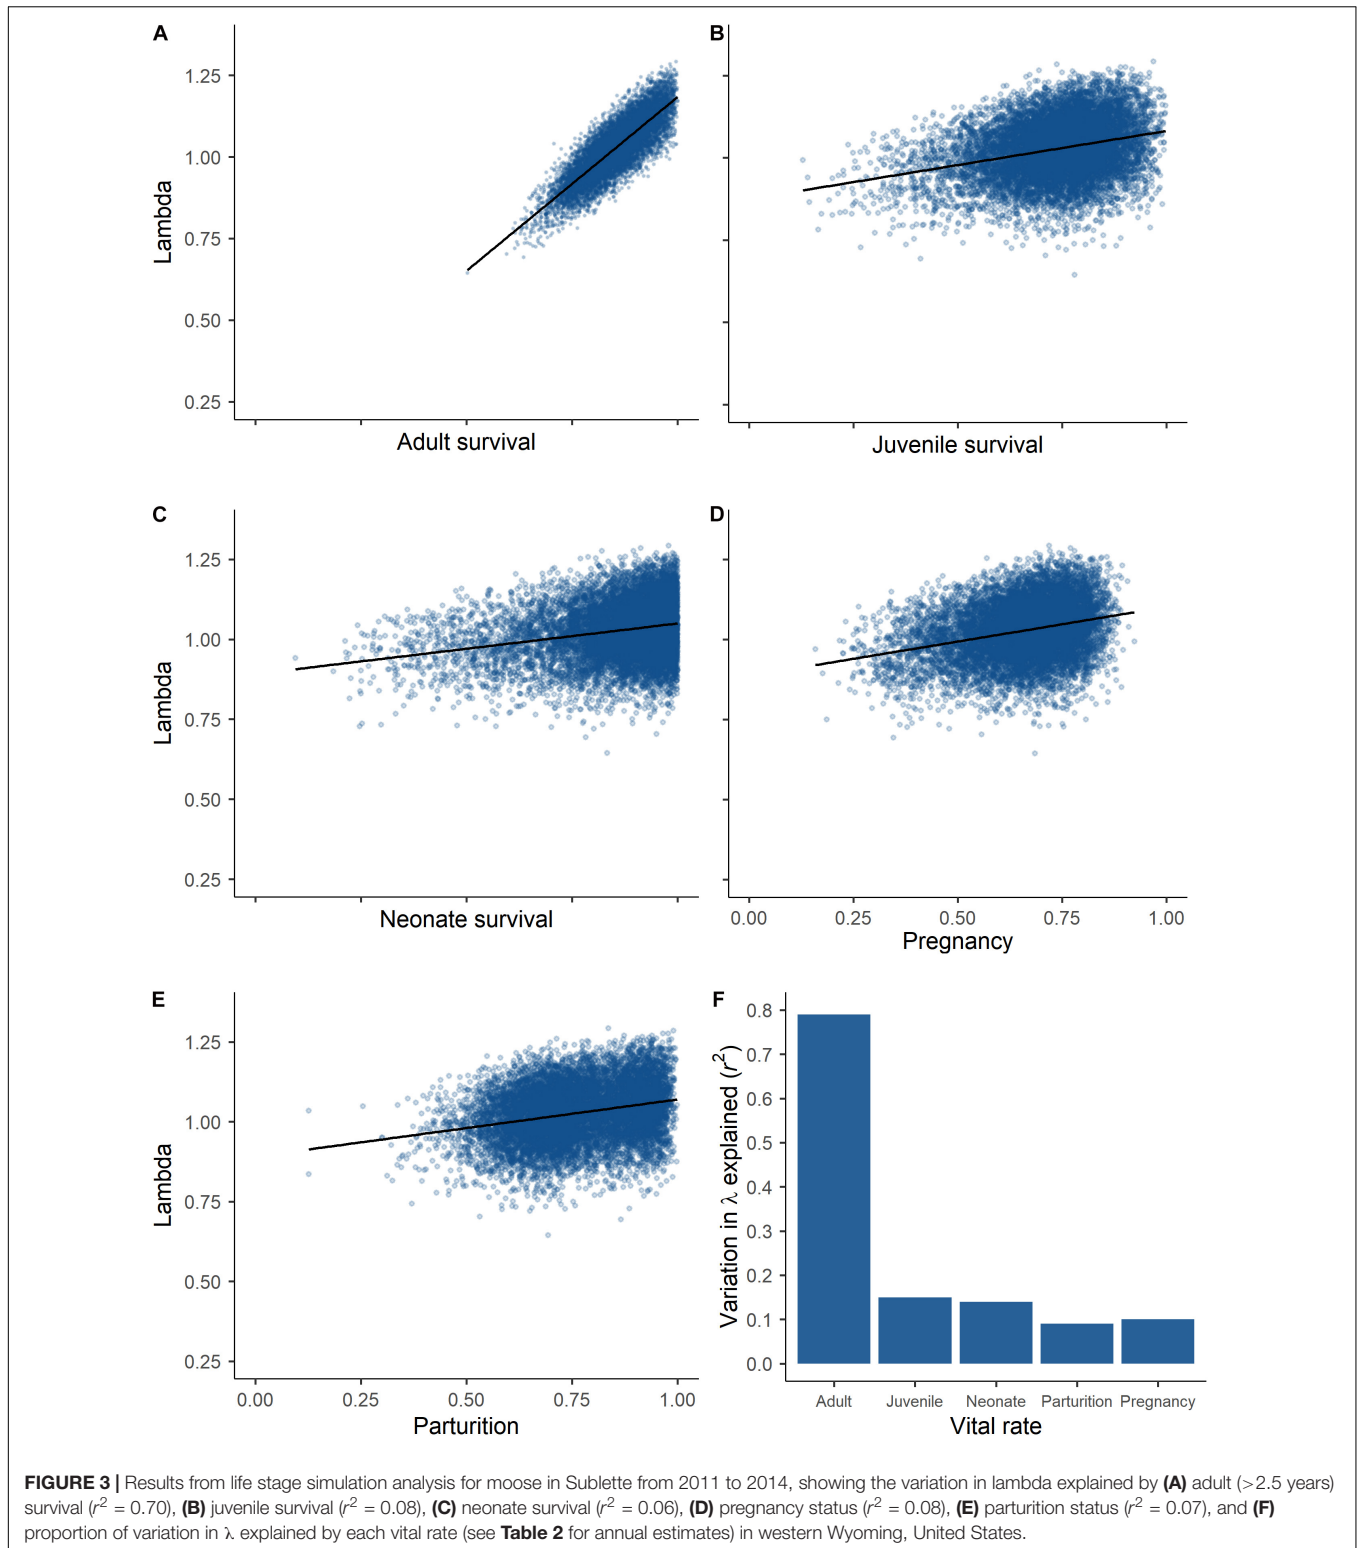 A
B
1.25
1.00
0.75
0.50
0.25
Lambda
Adult survival
Juvenile survival
C
D
1.25
1.00
0.75
0.50
0.25
Lambda
Neonate survival
0.00 0.25 0.50 0.75 1.00
Pregnancy
E
F
1.25
1.00
0.75
0.50
0.25
Lambda
0.00 0.25 0.50 0.75 1.00
Parturition
0.8
0.7
0.6
0.5
0.4
0.3
0.2
0.1
0.0
Variation in λ explained (r²)
Adult Juvenile Neonate Parturition Pregnancy
Vital rate
FIGURE 3 | Results from life stage simulation analysis for moose in Sublette from 2011 to 2014, showing the variation in lambda explained by (A) adult (>2.5 years)
survival (r² = 0.70), (B) juvenile survival (r² = 0.08), (C) neonate survival (r² = 0.06), (D) pregnancy status (r² = 0.08), (E) parturition status (r² = 0.07), and (F)
proportion of variation in λ explained by each vital rate (see Table 2 for annual estimates) in western Wyoming, United States.